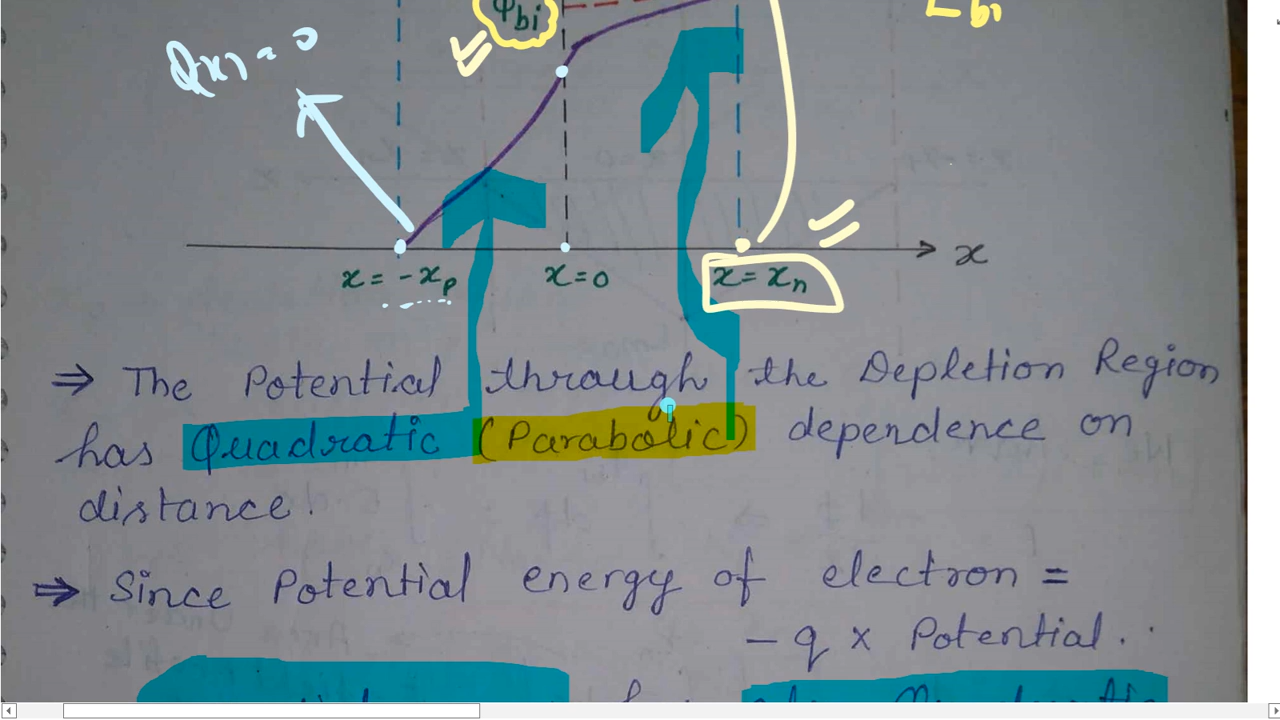 Φbi
Φ(x) = 0
x = - xp
x = 0
x = xn
x
⇒ The Potential through the Depletion Region
has Quadratic (Parabolic) dependence on
distance.
⇒ Since Potential energy of electron =
- q x Potential.